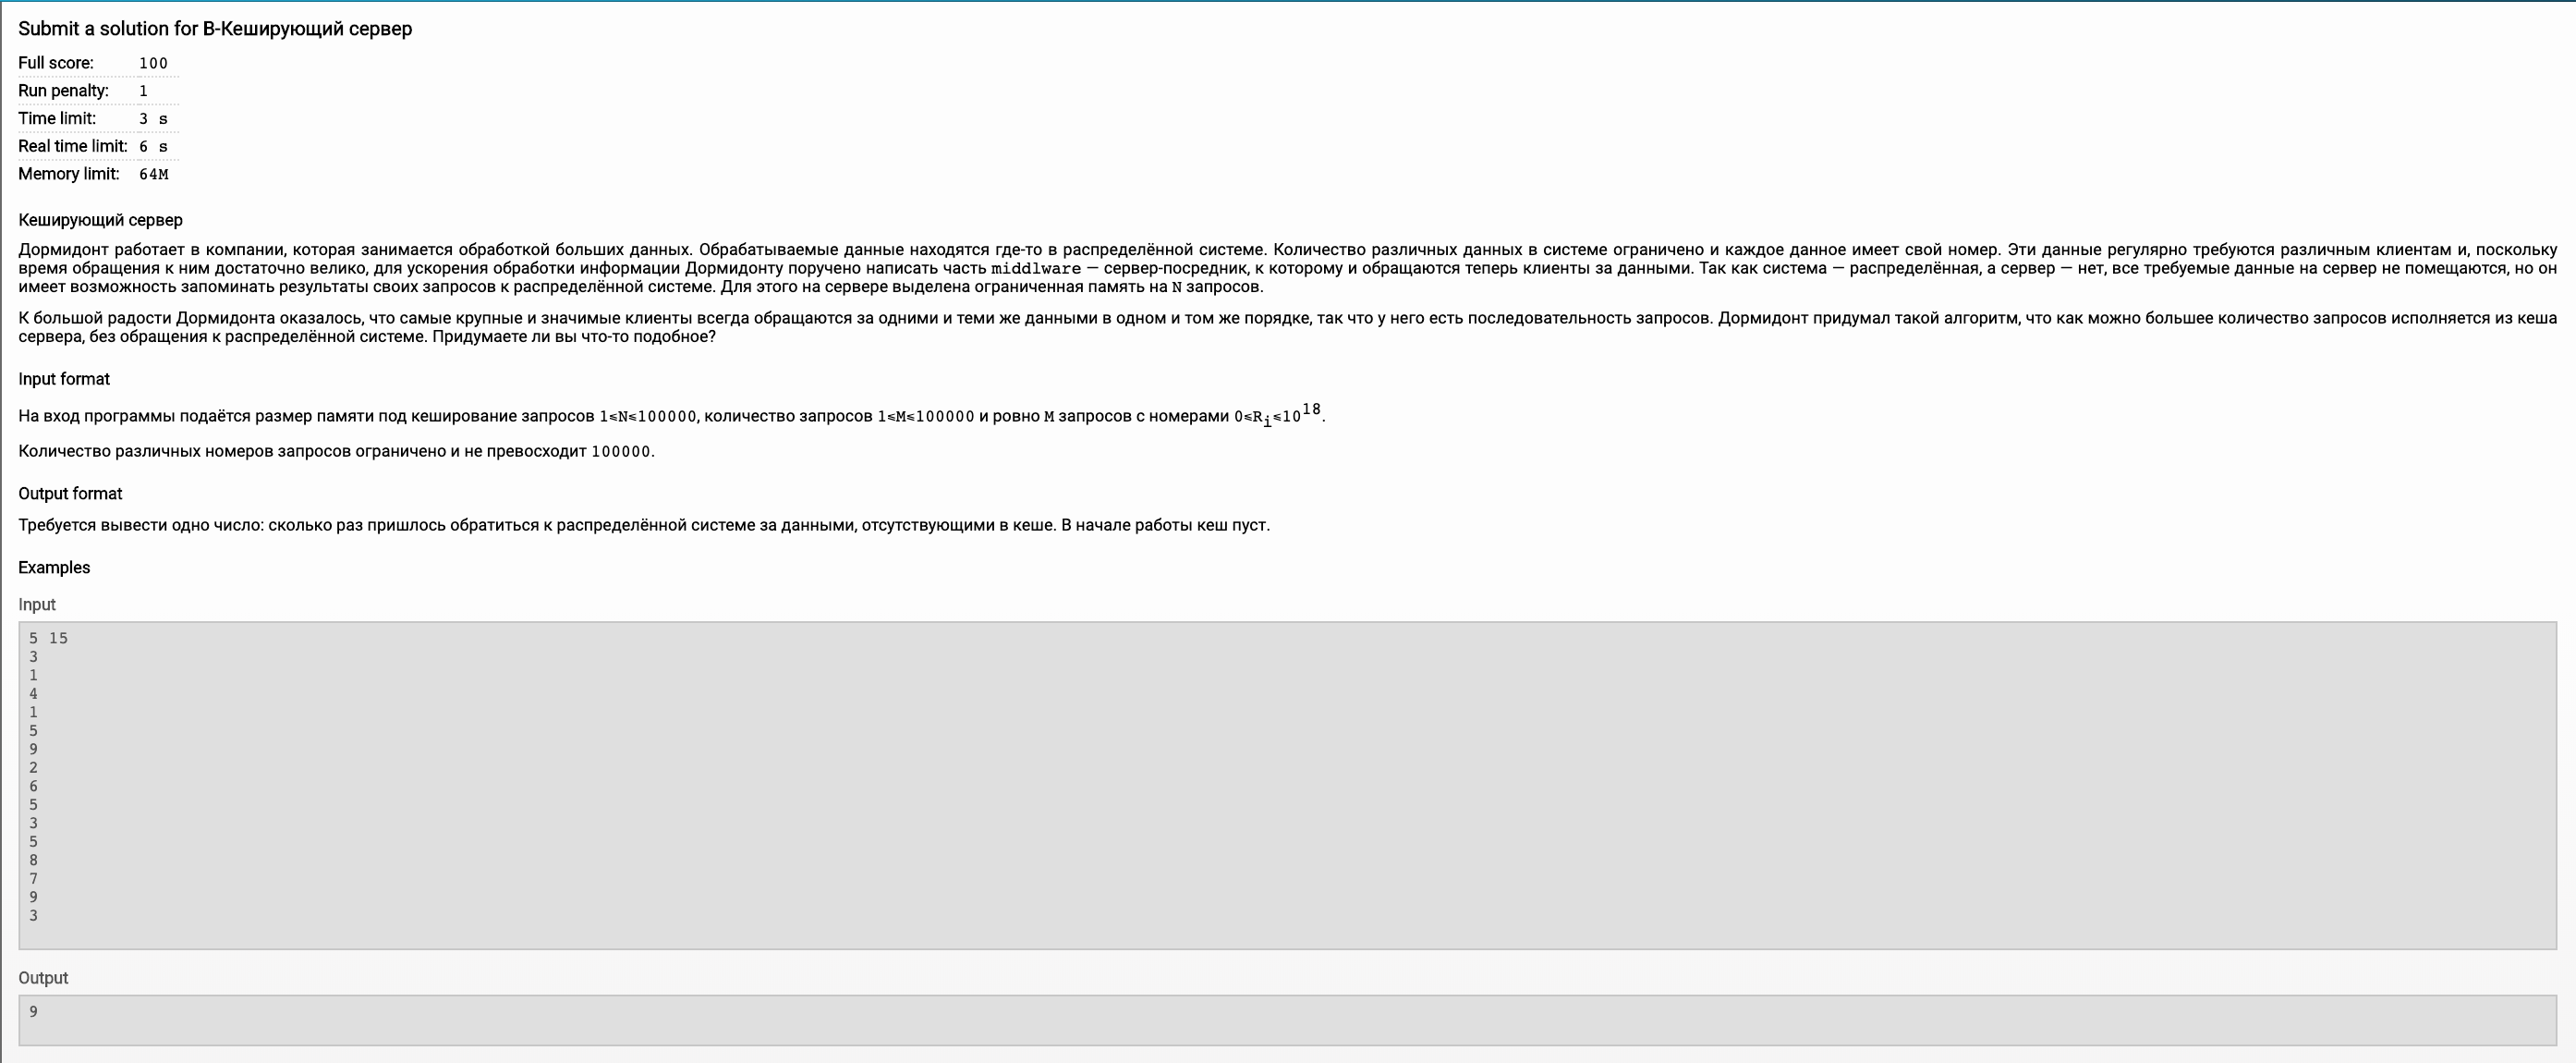 Submit a solution for B-Кеширующий сервер
Full score: 100
Run penalty: 1
Time limit: 3 s
Real time limit: 6 s
Memory limit: 64M
Кеширующий сервер
Дормидонт работает в компании, которая занимается обработкой больших данных. Обрабатываемые данные находятся где-то в распределённой системе. Количество различных данных в системе ограничено и каждое данное имеет свой номер. Эти данные регулярно требуются различным клиентам и, поскольку
время обращения к ним достаточно велико, для ускорения обработки информации Дормидонту поручено написать часть middlware — сервер-посредник, к которому и обращаются теперь клиенты за данными. Так как система — распределённая, а сервер — нет, все требуемые данные на сервер не помещаются, но он
имеет возможность запоминать результаты своих запросов к распределённой системе. Для этого на сервере выделена ограниченная память на N запросов.
К большой радости Дормидонта оказалось, что самые крупные и значимые клиенты всегда обращаются за одними и теми же данными в одном и том же порядке, так что у него есть последовательность запросов. Дормидонт придумал такой алгоритм, что как можно большее количество запросов исполняется из кеша
сервера, без обращения к распределённой системе. Придумаете ли вы что-то подобное?
Input format
На вход программы подаётся размер памяти под кеширование запросов 1≤N≤100000, количество запросов 1≤M≤100000 и ровно M запросов с номерами 0≤R_i≤10^18.
Количество различных номеров запросов ограничено и не превосходит 100000.
Output format
Требуется вывести одно число: сколько раз пришлось обратиться к распределённой системе за данными, отсутствующими в кеше. В начале работы кеш пуст.
Examples
Input
5 15
3
1
4
1
5
9
2
6
5
3
5
8
7
9
3
Output
9